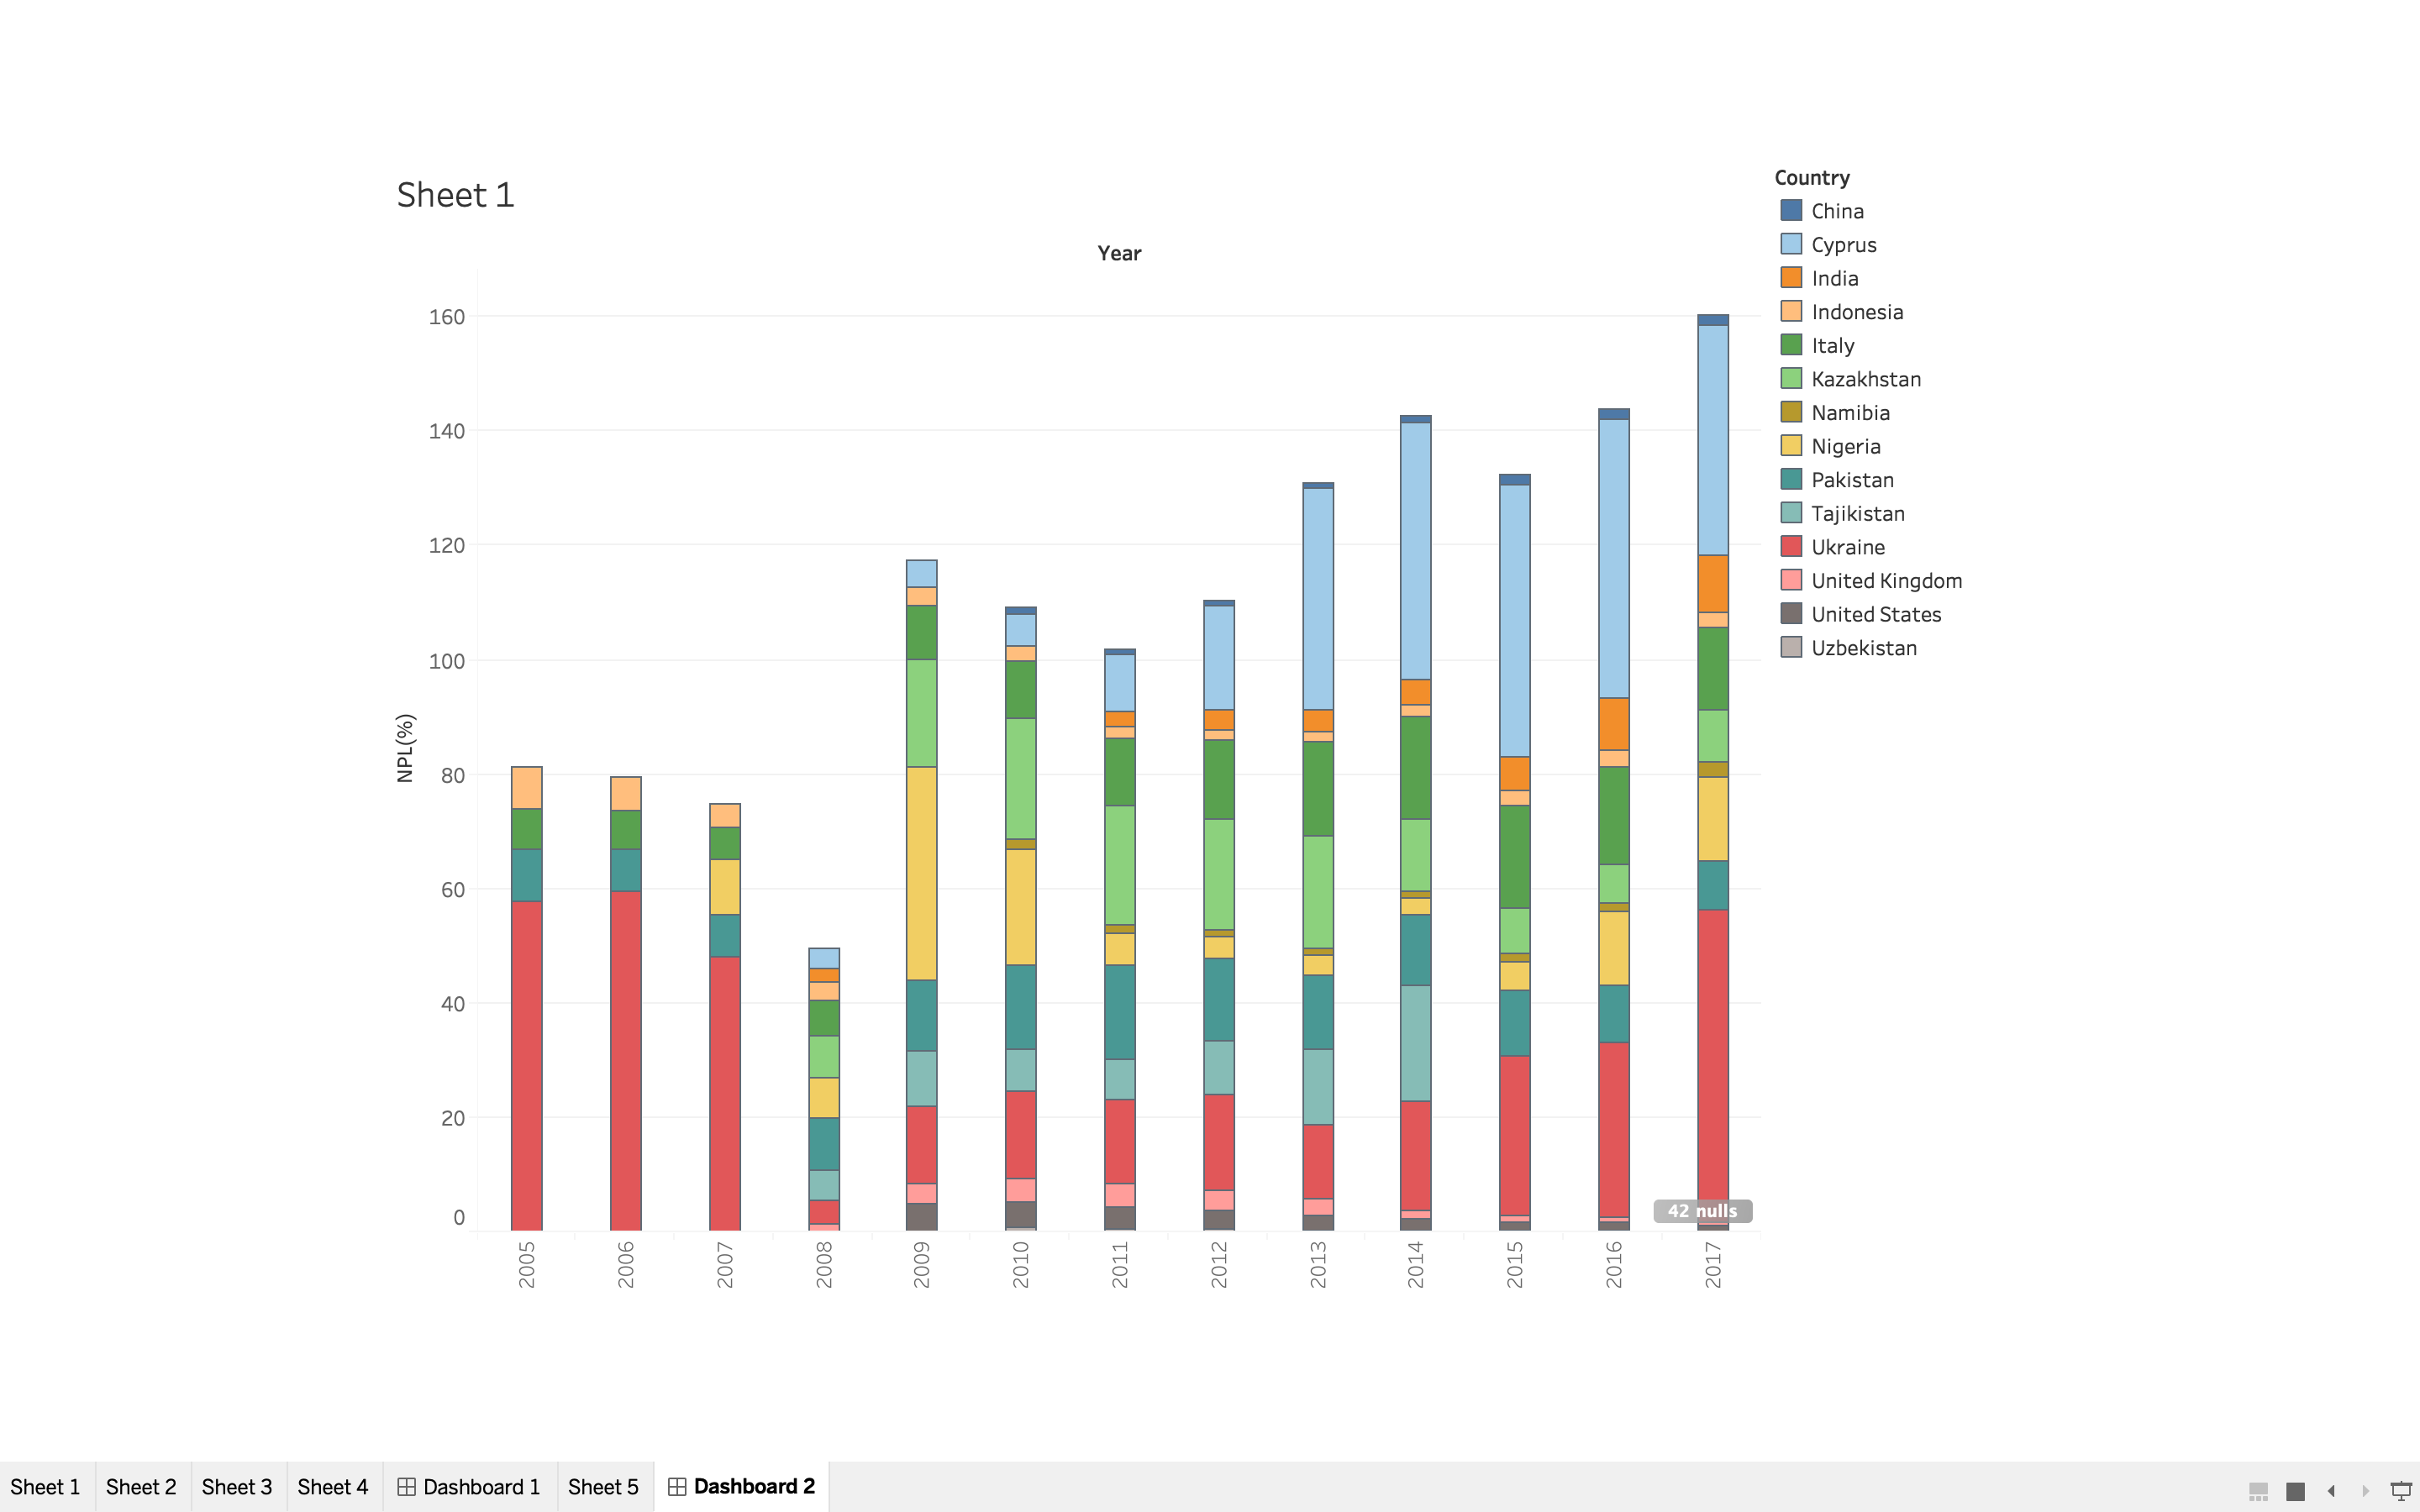 Sheet 1
Year
NPL(%)
160
140
120
100
80
60
40
20
0
42 nulls
2005
2006
2007
2008
2009
2010
2011
2012
2013
2014
2015
2016
2017
Country
China
Cyprus
India
Indonesia
Italy
Kazakhstan
Namibia
Nigeria
Pakistan
Tajikistan
Ukraine
United Kingdom
United States
Uzbekistan
Sheet 1 Sheet 2 Sheet 3 Sheet 4 Dashboard 1 Sheet 5 Dashboard 2